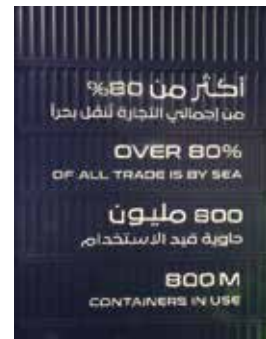 أكثر من 80%
من إجمالي التجارة تنقل بحراً
OVER 80%
OF ALL TRADE IS BY SEA
800 مليون
حاوية قيد الاستخدام
800 M
CONTAINERS IN USE